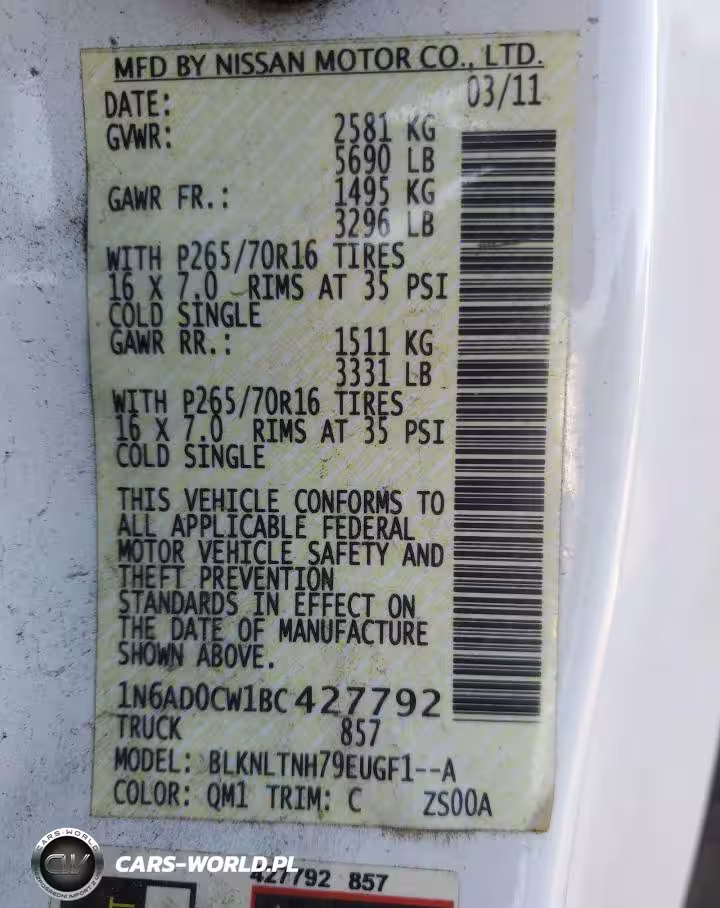 MFD BY NISSAN MOTOR CO., LTD.
DATE: 03/11
GVWR: 2581 KG
5690 LB
GAWR FR.: 1495 KG
3296 LB
WITH P265/70R16 TIRES
16 X 7.0 RIMS AT 35 PSI
COLD SINGLE
GAWR RR.: 1511 KG
3331 LB
WITH P265/70R16 TIRES
16 X 7.0 RIMS AT 35 PSI
COLD SINGLE
THIS VEHICLE CONFORMS TO
ALL APPLICABLE FEDERAL
MOTOR VEHICLE SAFETY AND
THEFT PREVENTION
STANDARDS IN EFFECT ON
THE DATE OF MANUFACTURE
SHOWN ABOVE.
1N6AD0CW1BC427792
TRUCK 857
MODEL: BLKNLTNH79EUGF1--A
COLOR: QM1 TRIM: C ZS00A
CARS-WORLD
CW
CARS-WORLD.PL
427792 857